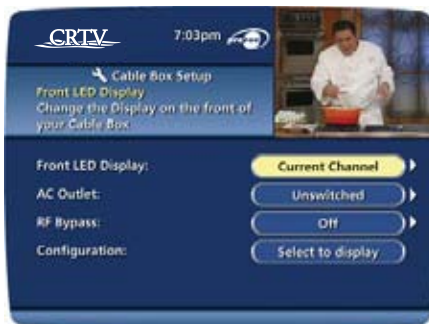 CRTV
7:03pm
Cable Box Setup
Front LED Display
Change the Display on the front of
your Cable Box
Front LED Display:
Current Channel
AC Outlet:
Unswitched
RF Bypass:
Off
Configuration:
Select to display